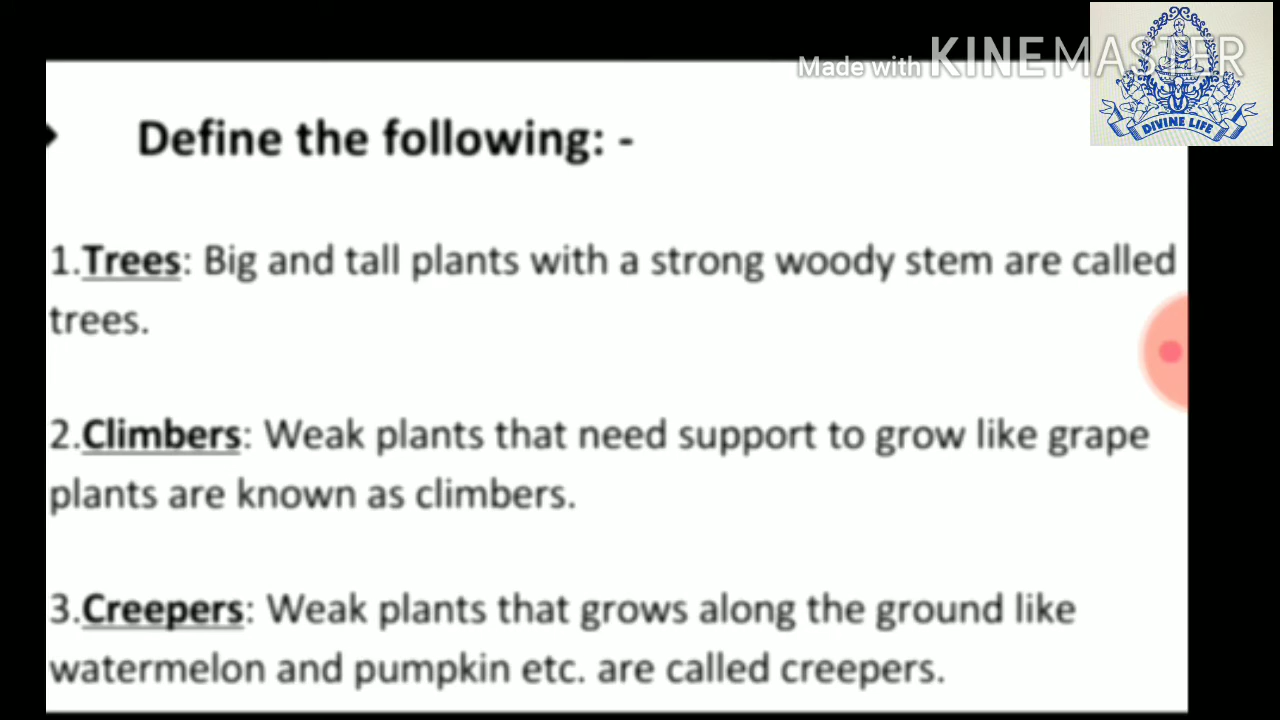 Made with KINEMASTER
DIVINE LIFE
Define the following: -
1.Trees: Big and tall plants with a strong woody stem are called
trees.
2.Climbers: Weak plants that need support to grow like grape
plants are known as climbers.
3.Creepers: Weak plants that grows along the ground like
watermelon and pumpkin etc. are called creepers.